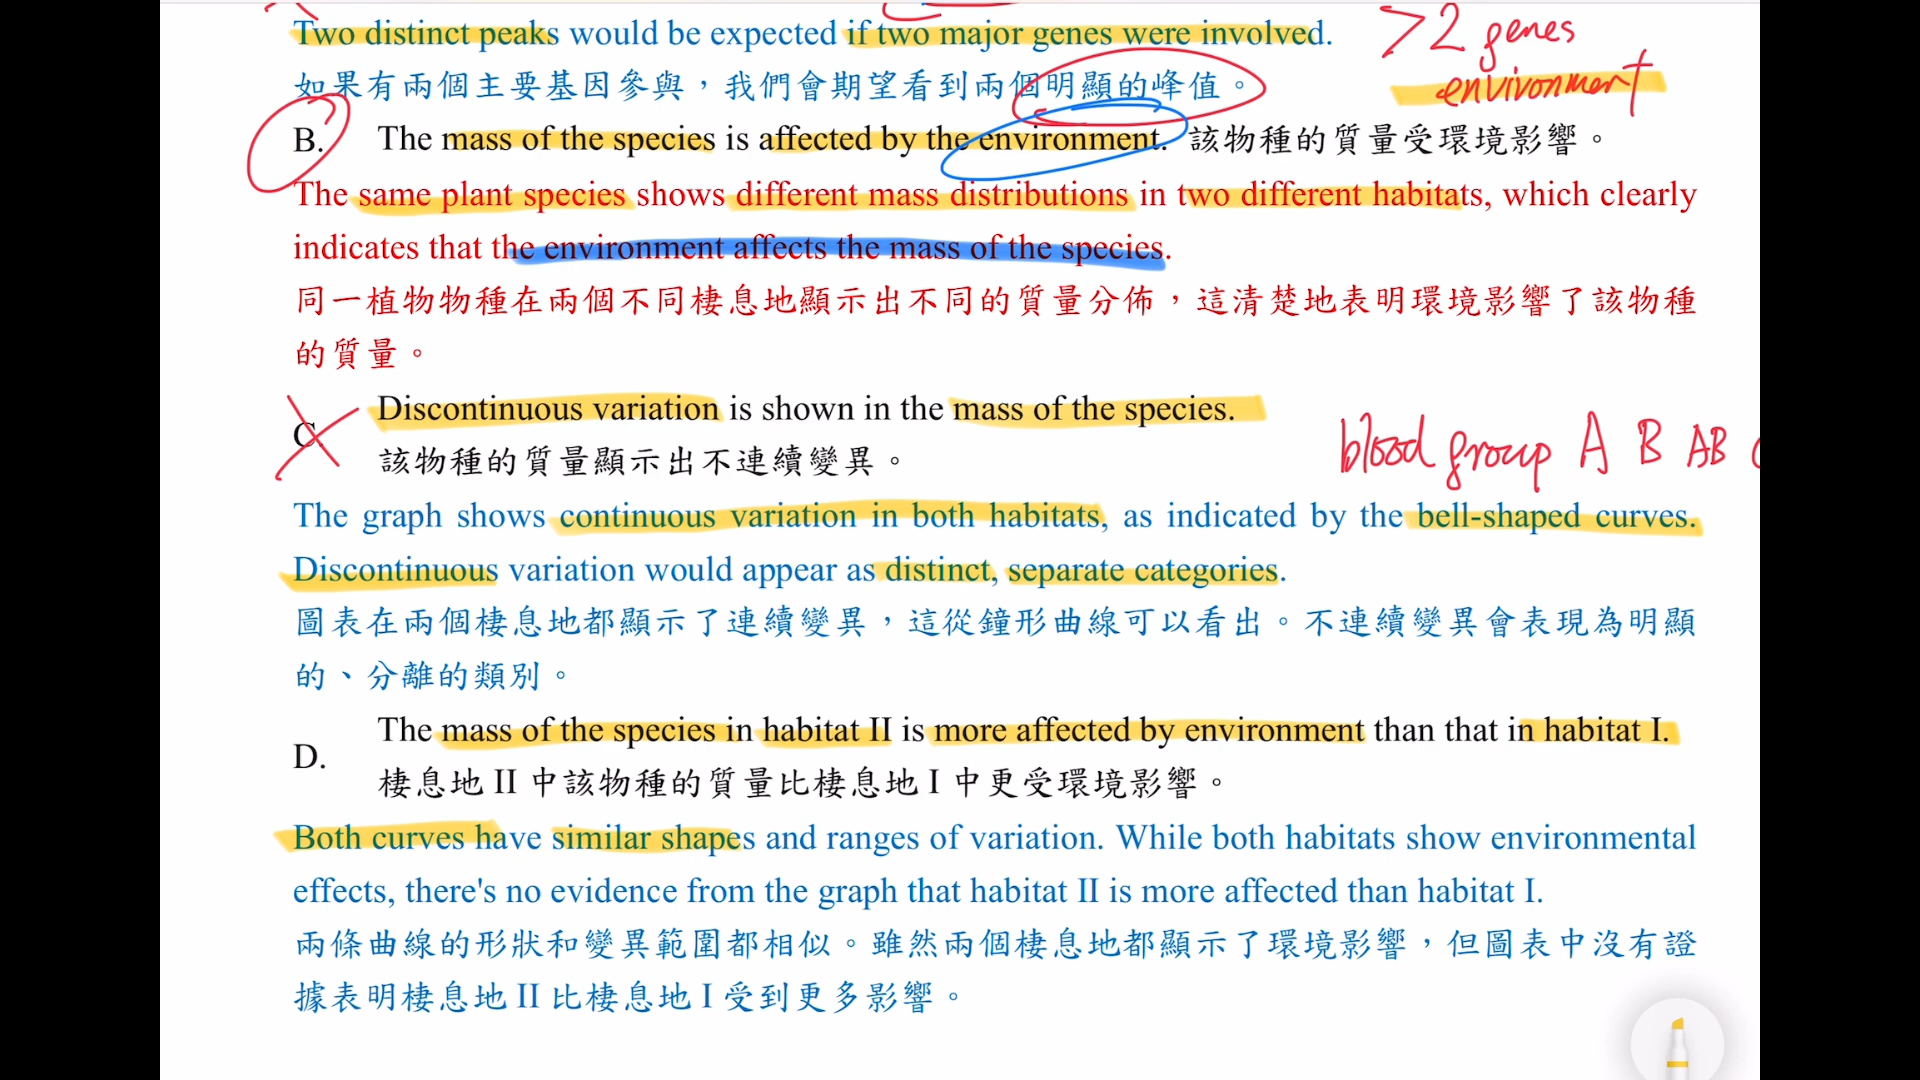 Two distinct peaks would be expected if two major genes were involved.
>2 genes
如果有兩個主要基因參與，我們會期望看到兩個明顯的峰值。
environment
B. The mass of the species is affected by the environment. 該物種的質量受環境影響。
The same plant species shows different mass distributions in two different habitats, which clearly
indicates that the environment affects the mass of the species.
同一植物物種在兩個不同棲息地顯示出不同的質量分佈，這清楚地表明環境影響了該物種
的質量。
C. Discontinuous variation is shown in the mass of the species.
該物種的質量顯示出不連續變異。
blood group A B AB
The graph shows continuous variation in both habitats, as indicated by the bell-shaped curves.
Discontinuous variation would appear as distinct, separate categories.
圖表在兩個棲息地都顯示了連續變異，這從鐘形曲線可以看出。不連續變異會表現為明顯
的、分離的類別。
D. The mass of the species in habitat II is more affected by environment than that in habitat I.
棲息地 II 中該物種的質量比棲息地 I 中更受環境影響。
Both curves have similar shapes and ranges of variation. While both habitats show environmental
effects, there's no evidence from the graph that habitat II is more affected than habitat I.
兩條曲線的形狀和變異範圍都相似。雖然兩個棲息地都顯示了環境影響，但圖表中沒有證
據表明棲息地 II 比棲息地 I 受到更多影響。